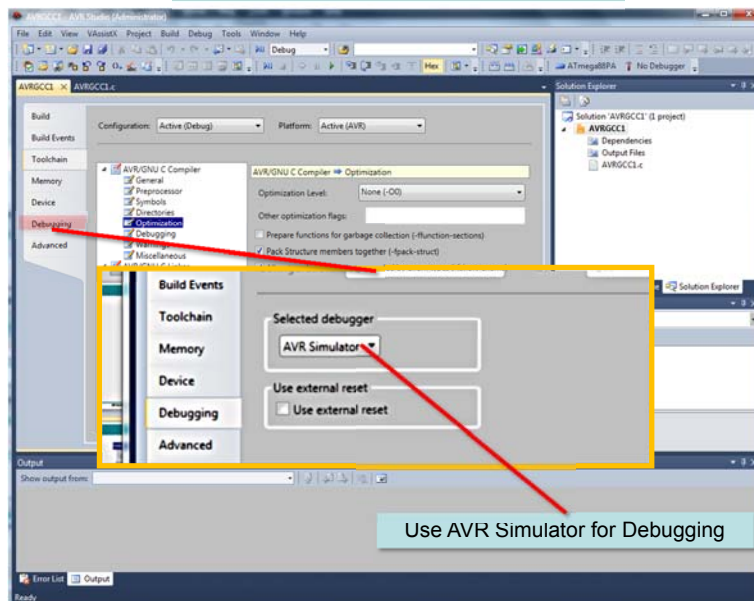 AVRGCC1 - AVR Studio (Administrator)
File Edit View VAssistX Project Build Debug Tools Window Help
Debug
Hex
ATmega88PA No Debugger
AVRGCC1 AVRGCC1.c
Build
Build Events
Toolchain
Memory
Device
Debugging
Advanced
Configuration: Active (Debug) Platform: Active (AVR)
AVR/GNU C Compiler
General
Preprocessor
Symbols
Directories
Optimization
Debugging
Warnings
Miscellaneous
AVR/GNU C Linker
AVR/GNU C Compiler Optimization
Optimization Level: None (-O0)
Other optimization flags:
Prepare functions for garbage collection (-ffunction-sections)
Pack Structure members together (-fpack-struct)
Solution Explorer
Solution 'AVRGCC1' (1 project)
AVRGCC1
Dependencies
Output Files
AVRGCC1.c
Solution Explorer
Build Events
Toolchain
Memory
Device
Debugging
Advanced
Selected debugger
AVR Simulator
Use external reset
Use external reset
Output
Show output from:
Use AVR Simulator for Debugging
Error List Output
Ready